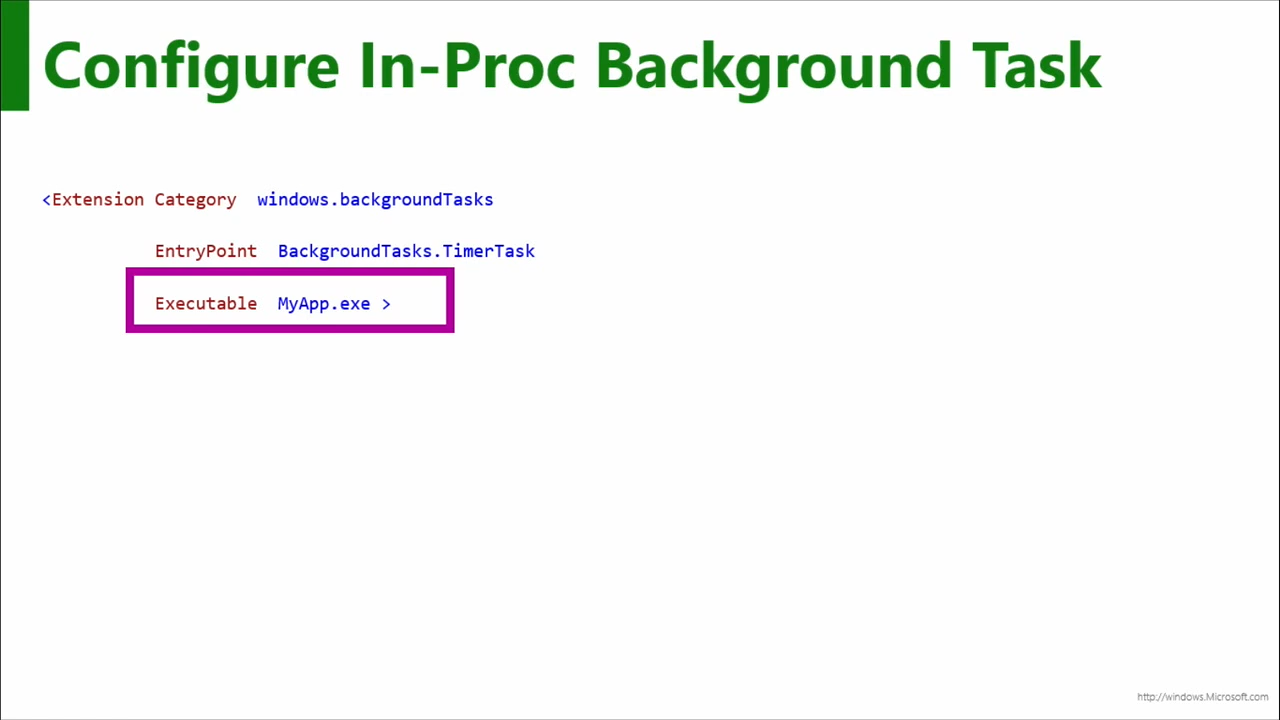 Configure In-Proc Background Task
<Extension Category windows.backgroundTasks
EntryPoint BackgroundTasks.TimerTask
Executable MyApp.exe >
http://windows.Microsoft.com